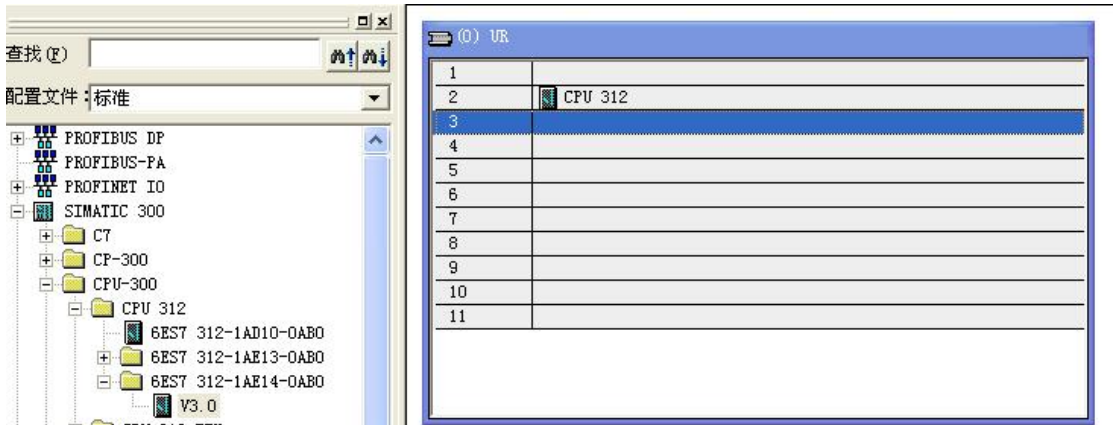 查找(F)
配置文件:标准
PROFIBUS DP
PROFIBUS-PA
PROFINET IO
SIMATIC 300
C7
CP-300
CPU-300
CPU 312
6ES7 312-1AD10-0AB0
6ES7 312-1AE13-0AB0
6ES7 312-1AE14-0AB0
V3.0
(0) UR
1
2 CPU 312
3
4
5
6
7
8
9
10
11